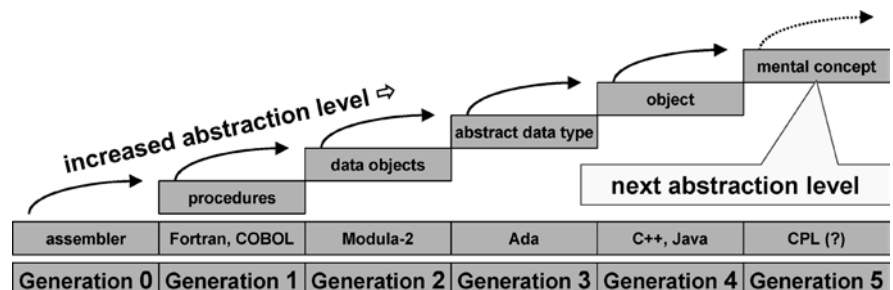 mental concept
object
increased abstraction level ⇨
abstract data type
data objects
next abstraction level
procedures
assembler
Fortran, COBOL
Modula-2
Ada
C++, Java
CPL (?)
Generation 0
Generation 1
Generation 2
Generation 3
Generation 4
Generation 5